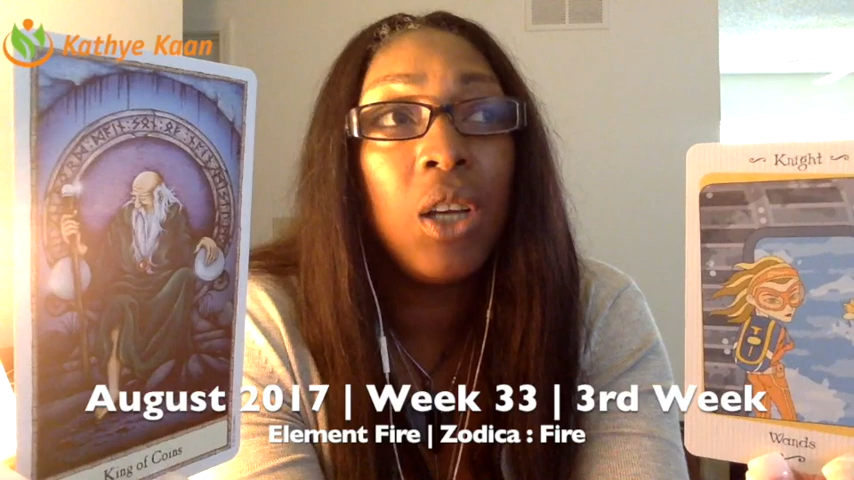 Kathye Kaan
Knight
King of Coins
Wands
August 2017 | Week 33 | 3rd Week
Element Fire | Zodica : Fire